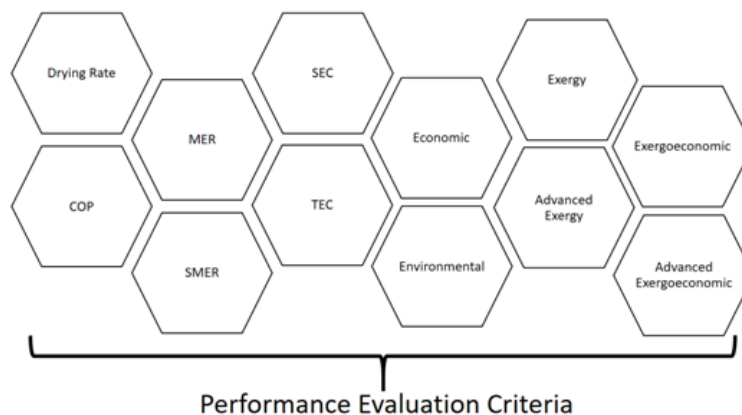 Drying Rate
COP
MER
SMER
SEC
TEC
Economic
Environmental
Exergy
Advanced
Exergy
Exergoeconomic
Advanced
Exergoeconomic
Performance Evaluation Criteria